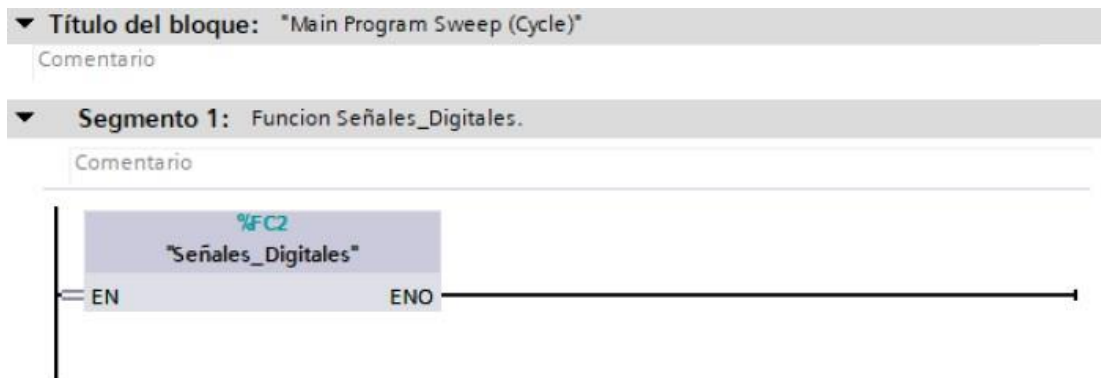 Título del bloque: "Main Program Sweep (Cycle)"
Comentario
Segmento 1: Funcion Señales_Digitales.
Comentario
%FC2
"Señales_Digitales"
EN ENO